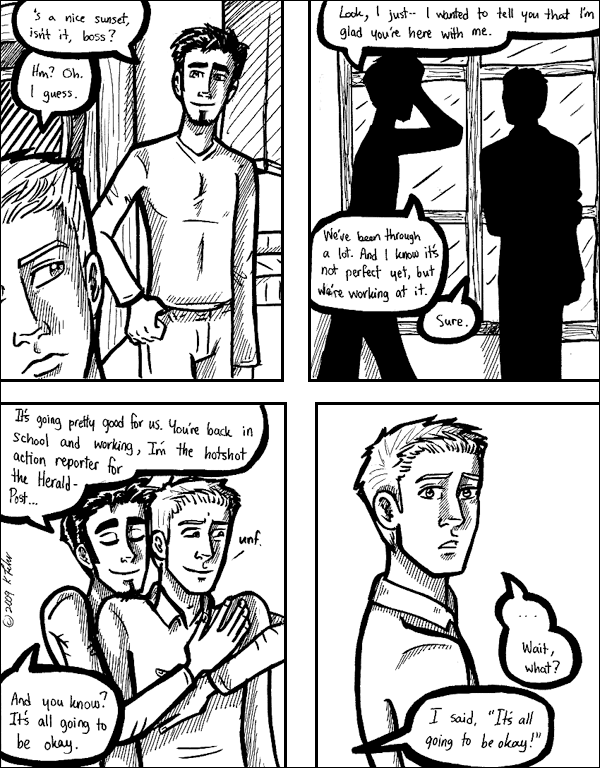 'S a nice sunset,
isn't it, boss?
Hm? Oh.
I guess.
Look, I just-- I wanted to tell you that I'm
glad you're here with me.
We've been through
a lot. And I know it's
not perfect yet, but
we're working at it.
Sure.
It's going pretty good for us. You're back in
school and working, I'm the hotshot
action reporter for
the Herald-
Post...
unf.
And you know?
It's all going to
be okay.
....
Wait,
what?
I said, "It's all
going to be okay!"
© 2009